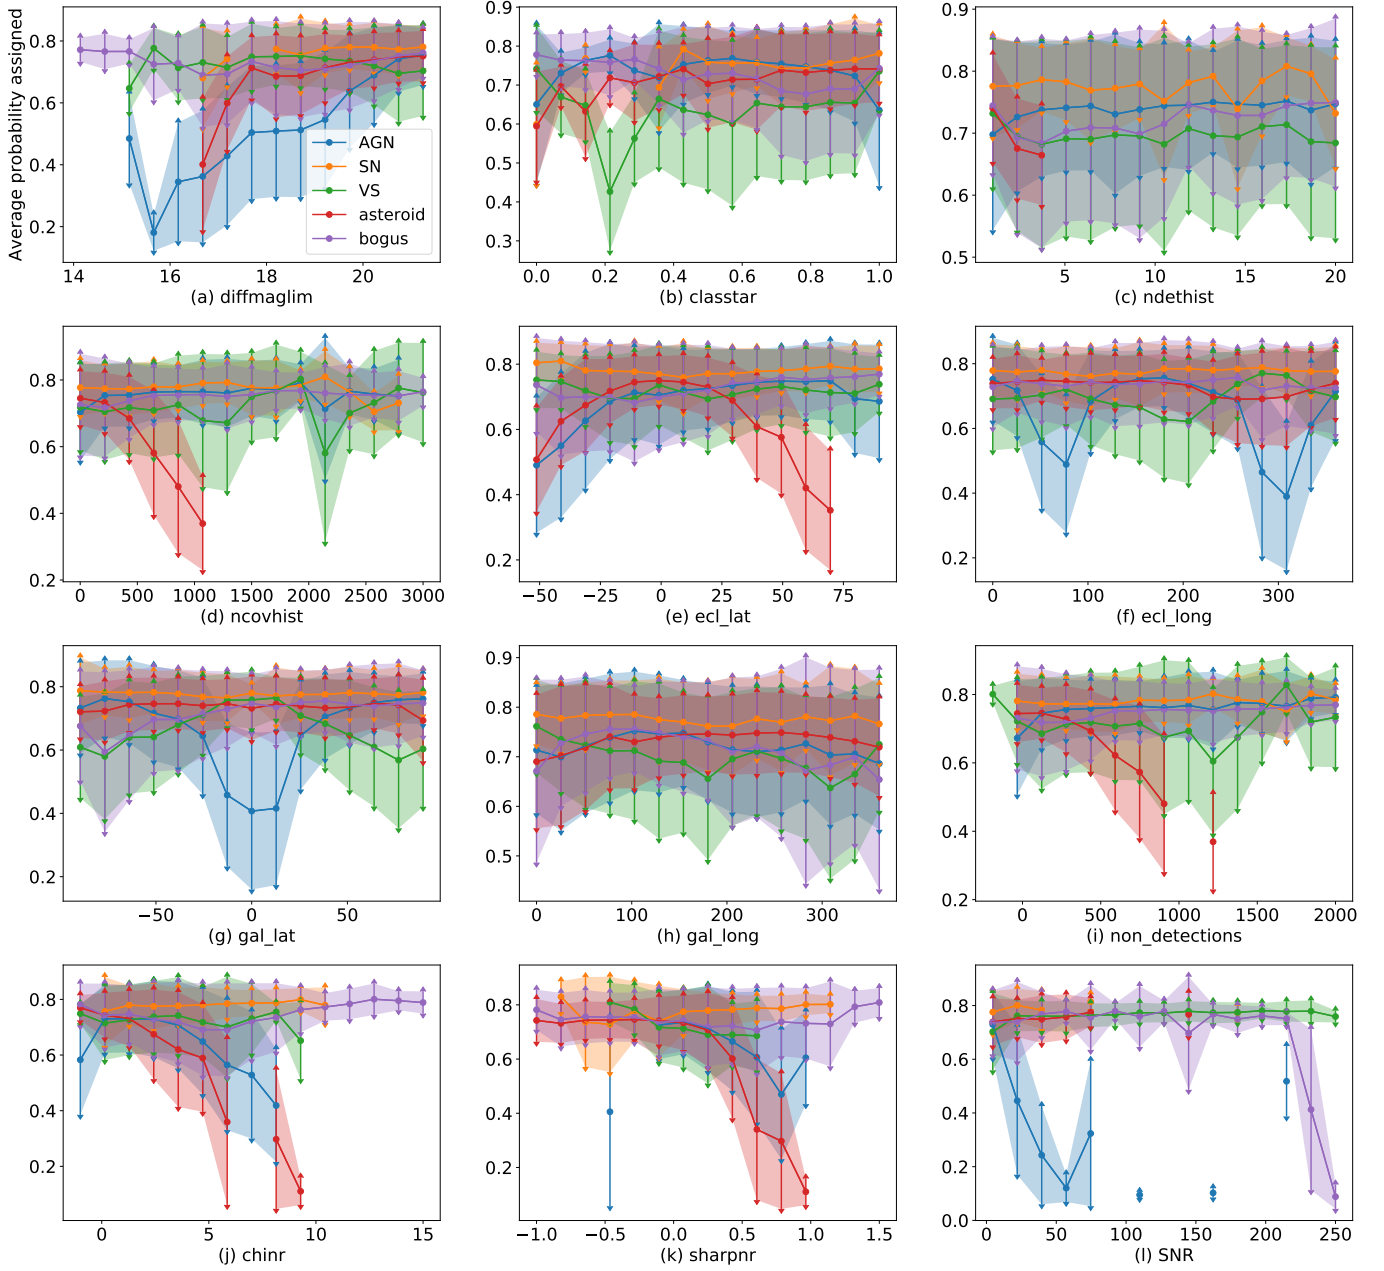 Average probability assigned
0.8
0.6
0.4
0.2
14 16 18 20
(a) diffmaglim
AGN
SN
VS
asteroid
bogus
0.9
0.8
0.7
0.6
0.5
0.4
0.3
0.0 0.2 0.4 0.6 0.8 1.0
(b) classtar
0.9
0.8
0.7
0.6
0.5
5 10 15 20
(c) ndethist
0.8
0.6
0.4
0.2
0 500 1000 1500 2000 2500 3000
(d) ncovhist
0.8
0.6
0.4
0.2
−50 −25 0 25 50 75
(e) ecl_lat
0.8
0.6
0.4
0.2
0 100 200 300
(f) ecl_long
0.8
0.6
0.4
0.2
−50 0 50
(g) gal_lat
0.9
0.8
0.7
0.6
0.5
0 100 200 300
(h) gal_long
0.8
0.6
0.4
0.2
0 500 1000 1500 2000
(i) non_detections
0.8
0.6
0.4
0.2
0 5 10 15
(j) chinr
0.8
0.6
0.4
0.2
−1.0 −0.5 0.0 0.5 1.0 1.5
(k) sharpnr
0.8
0.6
0.4
0.2
0.0
0 50 100 150 200 250
(l) SNR